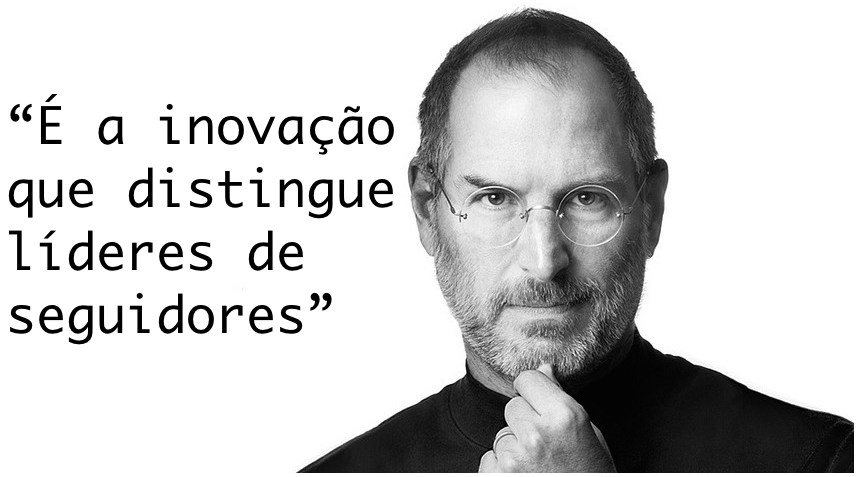 “É a inovação
que distingue
líderes de
seguidores”